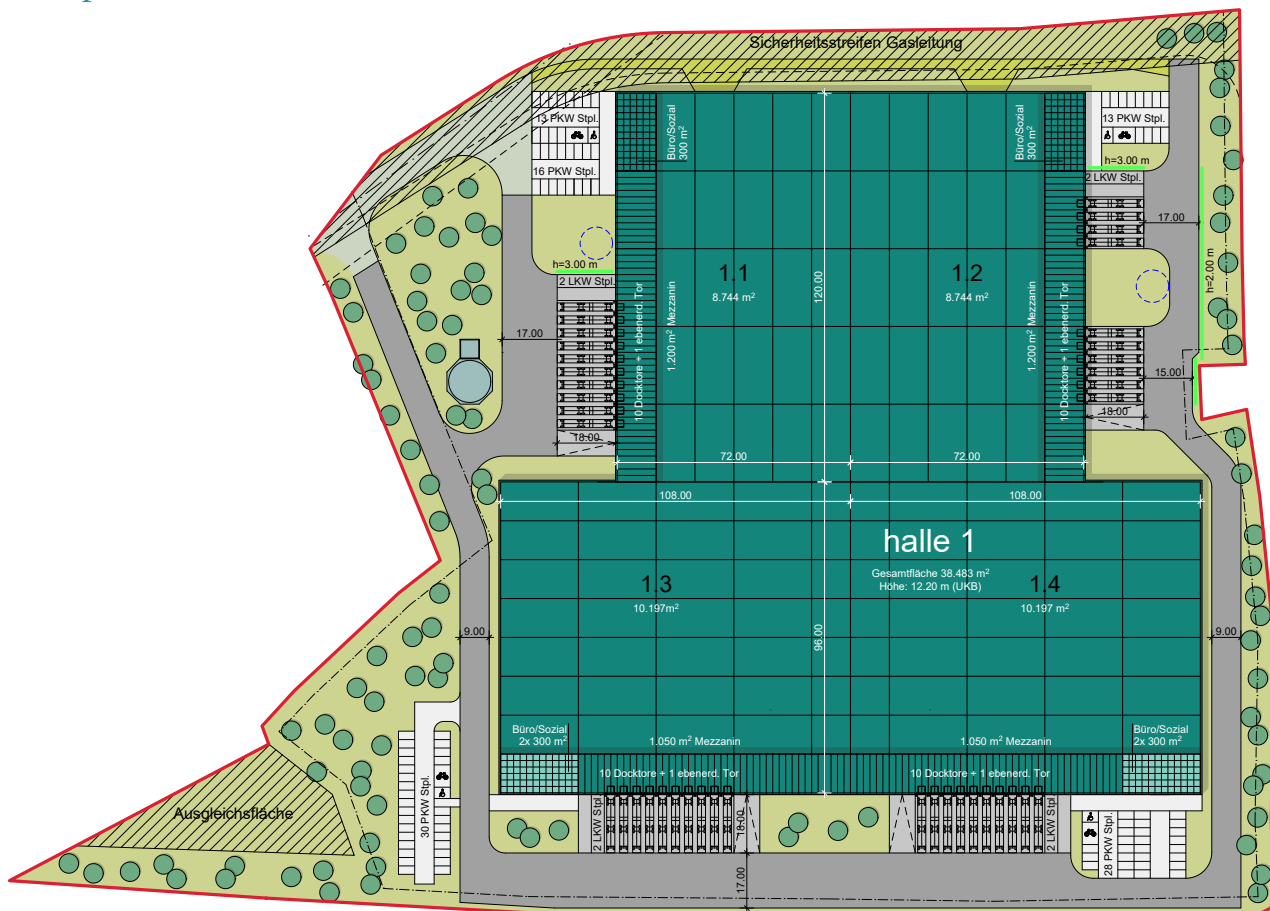 Sicherheitsstreifen Gasleitung
13 PKW Stpl.
16 PKW Stpl.
Büro/Sozial
300 m²
120.00
Büro/Sozial
300 m²
13 PKW Stpl.
h=3.00 m
2 LKW Stpl.
17.00
h=2.00 m
h=3.00 m
2 LKW Stpl.
17.00
18.00
10 Docktore + 1 ebenerd. Tor
1.200 m² Mezzanin
1.1
8.744 m²
1.2
8.744 m²
1.200 m² Mezzanin
10 Docktore + 1 ebenerd. Tor
15.00
18.00
72.00
72.00
108.00
108.00
halle 1
Gesamtfläche 38.483 m²
Höhe: 12.20 m (UKB)
1.3
10.197m²
1.4
10.197 m²
96.00
9.00
9.00
Büro/Sozial
2x 300 m²
1.050 m² Mezzanin
1.050 m² Mezzanin
Büro/Sozial
2x 300 m²
10 Docktore + 1 ebenerd. Tor
10 Docktore + 1 ebenerd. Tor
30 PKW Stpl.
2 LKW Stpl
18.00
2 LKW Stpl
28 PKW Stpl.
17.00
Ausgleichsfläche